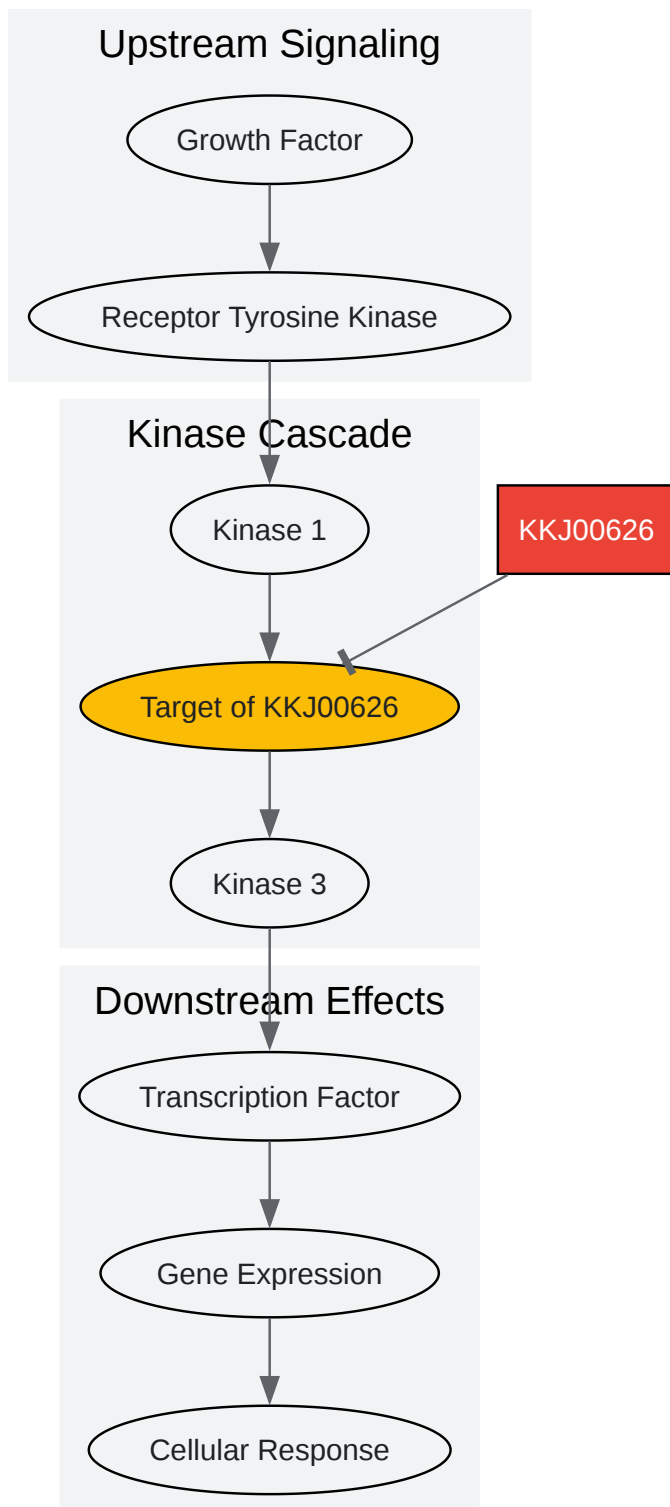 Upstream Signaling
Growth Factor
Receptor Tyrosine Kinase
Kinase Cascade
Kinase 1
KKJ00626
Target of KKJ00626
Kinase 3
Downstream Effects
Transcription Factor
Gene Expression
Cellular Response